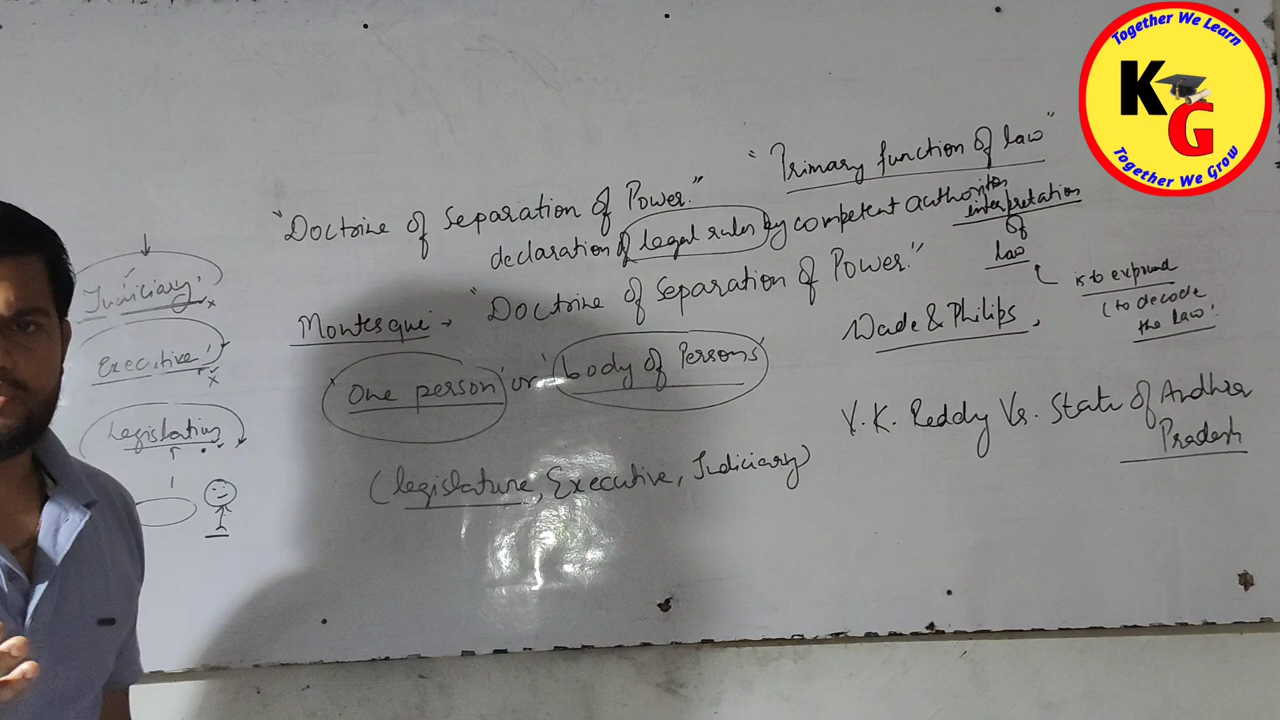 Together We Learn
KG
Together We Grow
"Primary function of law"
"Doctrine of Separation of Power."
declaration of legal rules by competent authorities
interpretation
of
law
is to expound
(to decode
the law.
"Doctrine of Separation of Power."
Judiciary
Executive
Montesqui → 
Wade & Philips,
'One person' or 'body of Persons'
Y.K. Reddy Vs. State of Andhra
Pradesh
(legislature, Executive, Judiciary)